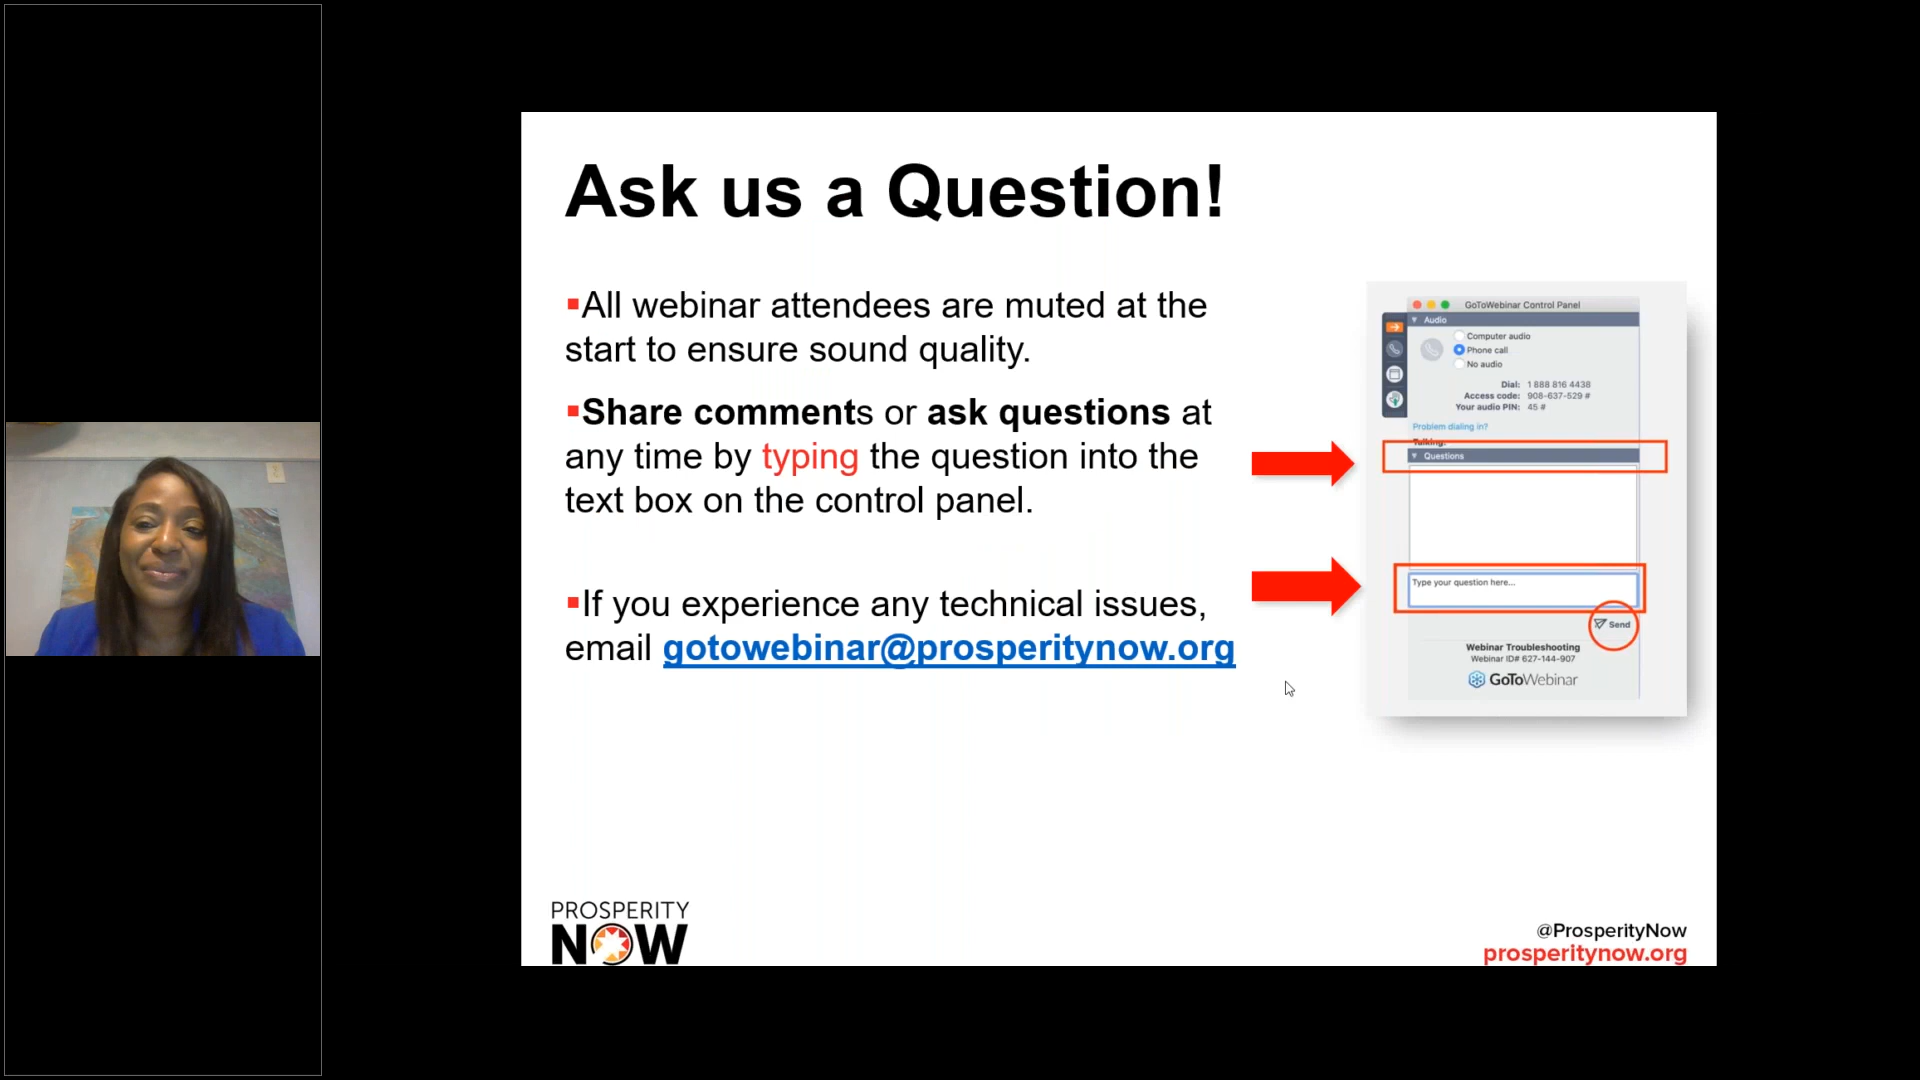 Ask us a Question!
▪All webinar attendees are muted at the
start to ensure sound quality.
▪Share comments or ask questions at
any time by typing the question into the
text box on the control panel.
▪If you experience any technical issues,
email gotowebinar@prosperitynow.org
GoToWebinar Control Panel
Audio
Computer audio
Phone call
No audio
Dial: 1 888 816 4438
Access code: 908-637-529 #
Your audio PIN: 45 #
Problem dialing in?
Talking:
Questions
Type your question here...
Send
Webinar Troubleshooting
Webinar ID# 627-144-907
GoToWebinar
PROSPERITY
NOW
@ProsperityNow
prosperitynow.org